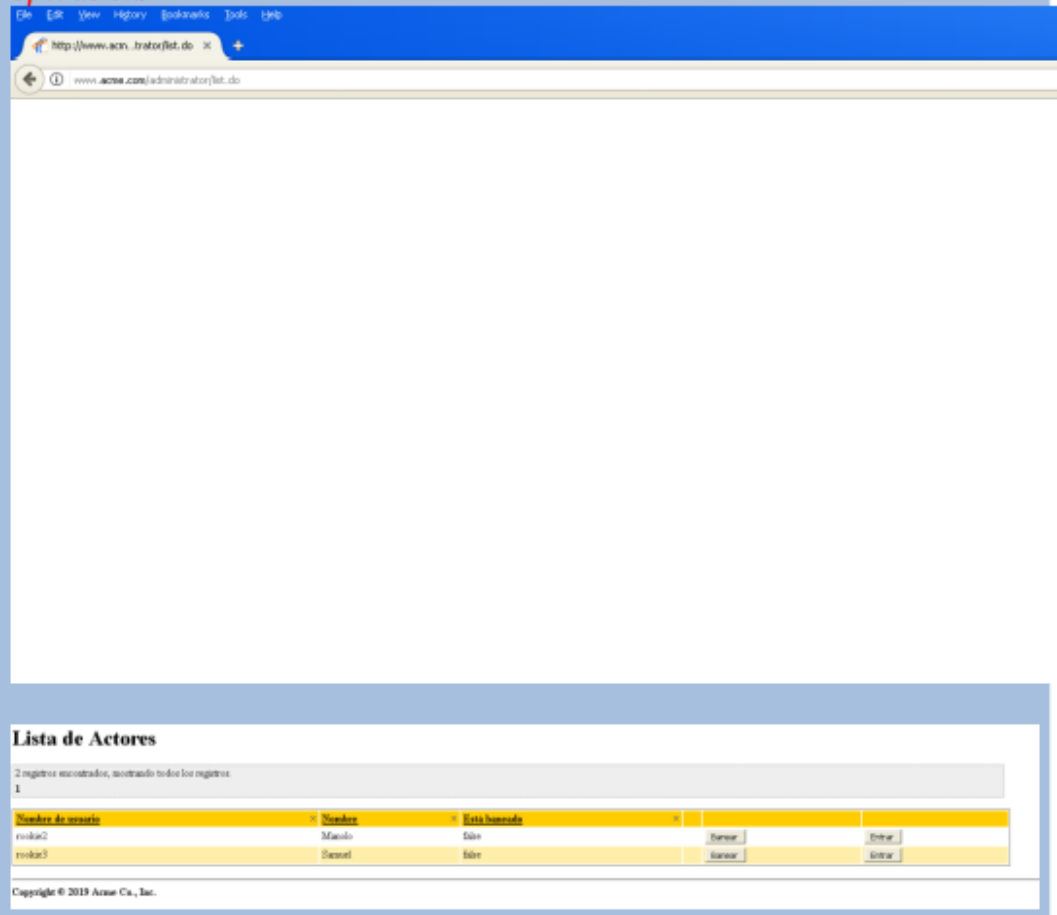 File Edit View History Bookmarks Tools Help
http://www.acm...trator/list.do × +
www.acme.com/administrator/list.do
Lista de Actores
2 registros encontrados, mostrando todos los registros.
1
Nombre de usuario Nombre Está baneado
rookie2 Manolo false Banear Entrar
rookie3 Samuel false Banear Entrar
Copyright © 2019 Acme Co., Inc.